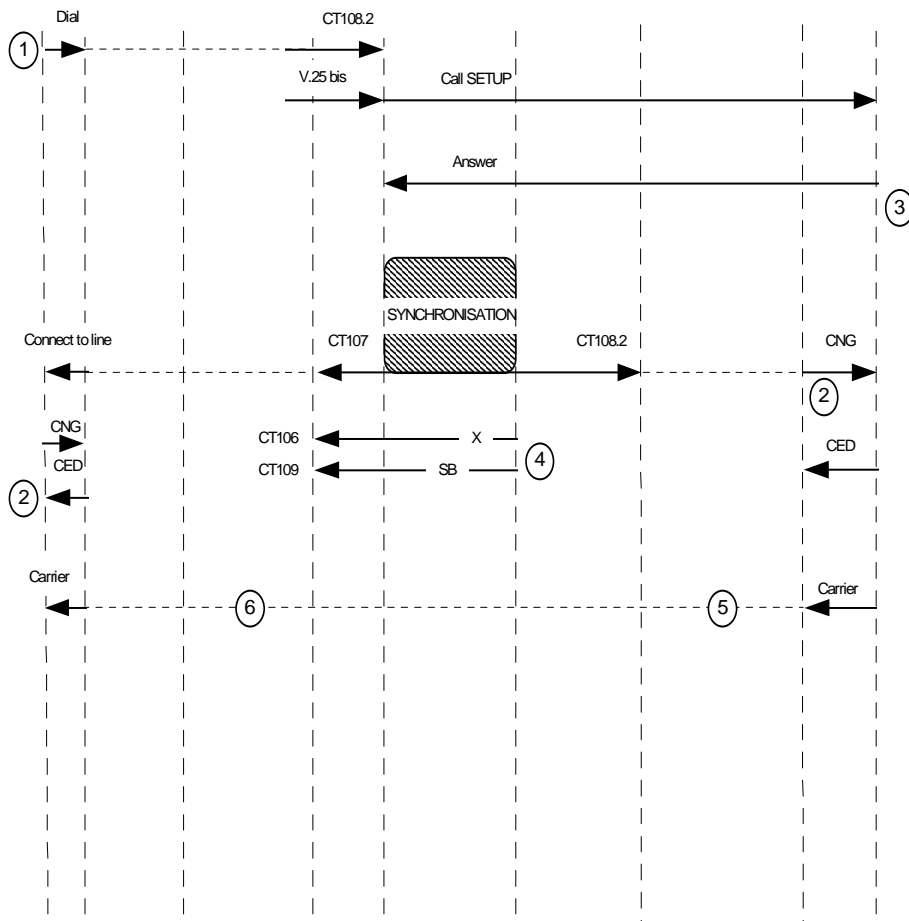 Dial
CT108.2
1
V.25 bis
Call SETUP
Answer
3
SYNCHRONISATION
Connect to line
CT107
CT108.2
CNG
2
CNG
CT106
X
4
CED
CED
CT109
SB
2
Carrier
6
5
Carrier